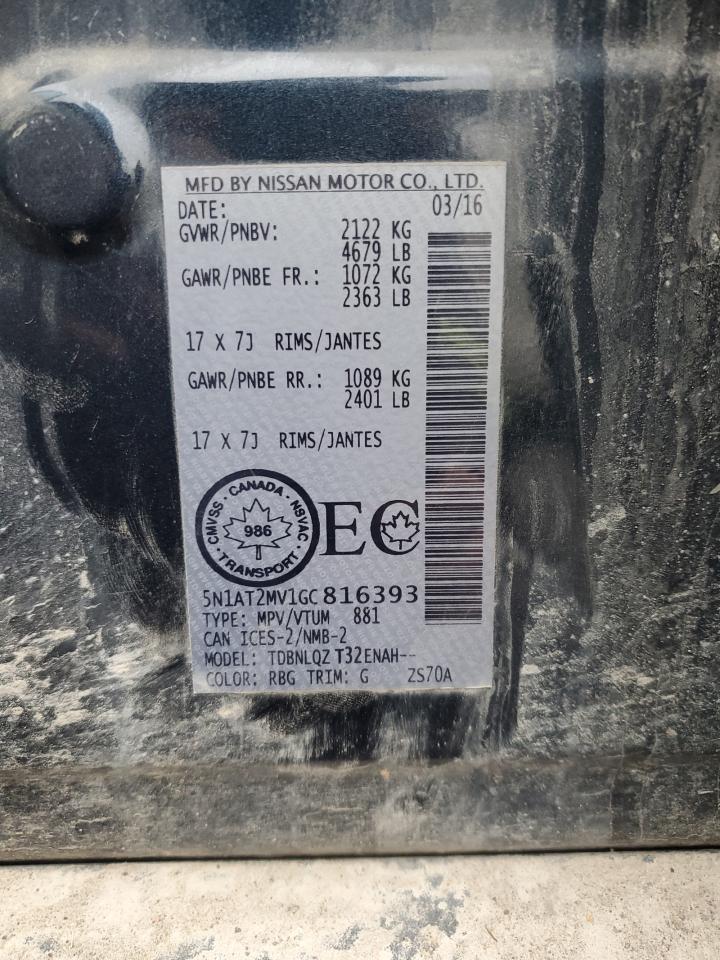 MFD BY NISSAN MOTOR CO., LTD.
DATE: 03/16
GVWR/PNBV: 2122 KG
4679 LB
GAWR/PNBE FR.: 1072 KG
2363 LB
17 X 7J RIMS/JANTES
GAWR/PNBE RR.: 1089 KG
2401 LB
17 X 7J RIMS/JANTES
CMVSS · CANADA · NSVAC
986
· TRANSPORT ·
EC
5N1AT2MV1GC816393
TYPE: MPV/VTUM 881
CAN ICES-2/NMB-2
MODEL: TDBNLQZ T32ENAH--
COLOR: RBG TRIM: G ZS70A